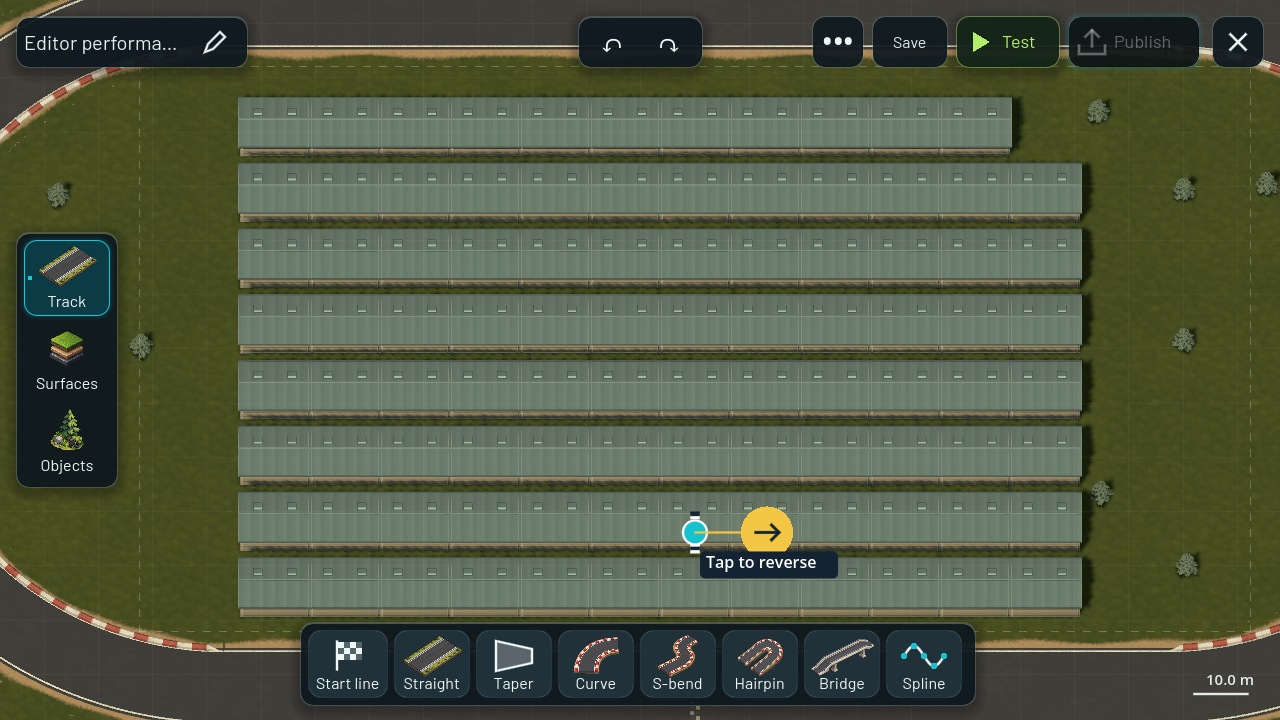 Editor performa...
Save
Test
Publish
Track
Surfaces
Objects
Tap to reverse
Start line
Straight
Taper
Curve
S-bend
Hairpin
Bridge
Spline
10.0 m